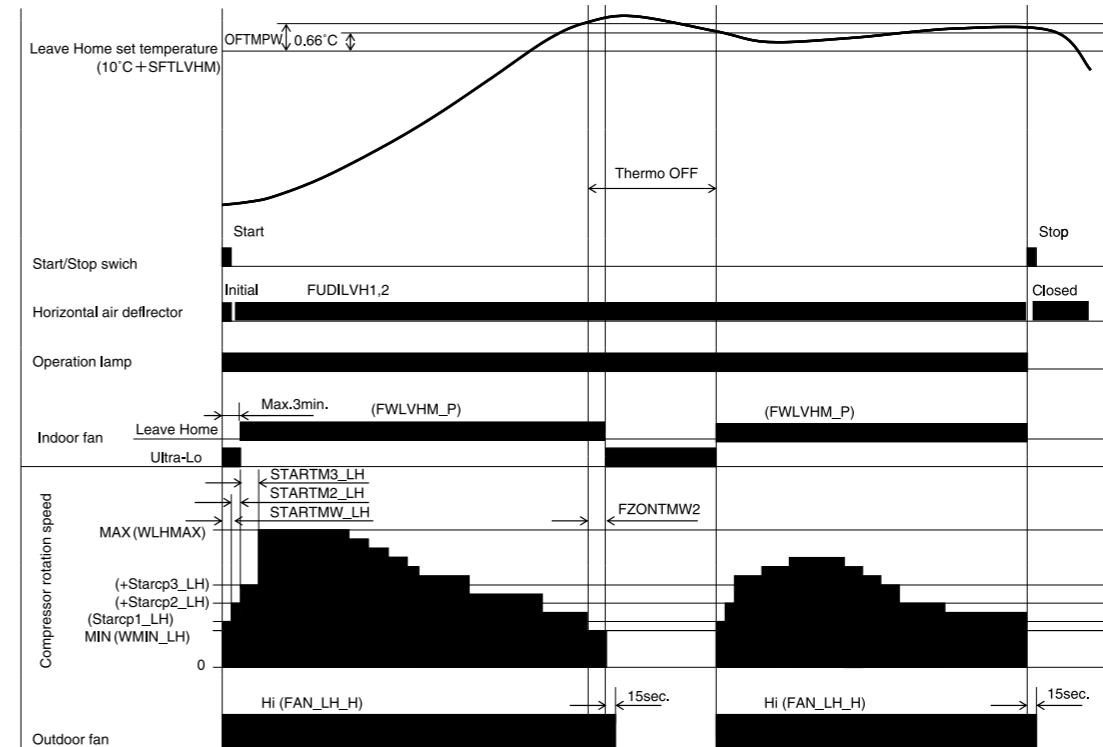 Leave Home set temperature
(10°C+SFTLVHM)
OFTMPW
0.66°C
Thermo OFF
Start
Stop
Start/Stop swich
Initial
FUDILVH1,2
Closed
Horizontal air deflrector
Operation lamp
Max.3min.
(FWLVHM_P)
(FWLVHM_P)
Indoor fan
Leave Home
Ultra-Lo
STARTM3_LH
STARTM2_LH
STARTMW_LH
FZONTMW2
Compressor rotation speed
MAX(WLHMAX)
(+Starcp3_LH)
(+Starcp2_LH)
(Starcp1_LH)
MIN(WMIN_LH)
0
Hi (FAN_LH_H)
15sec.
Hi (FAN_LH_H)
15sec.
Outdoor fan